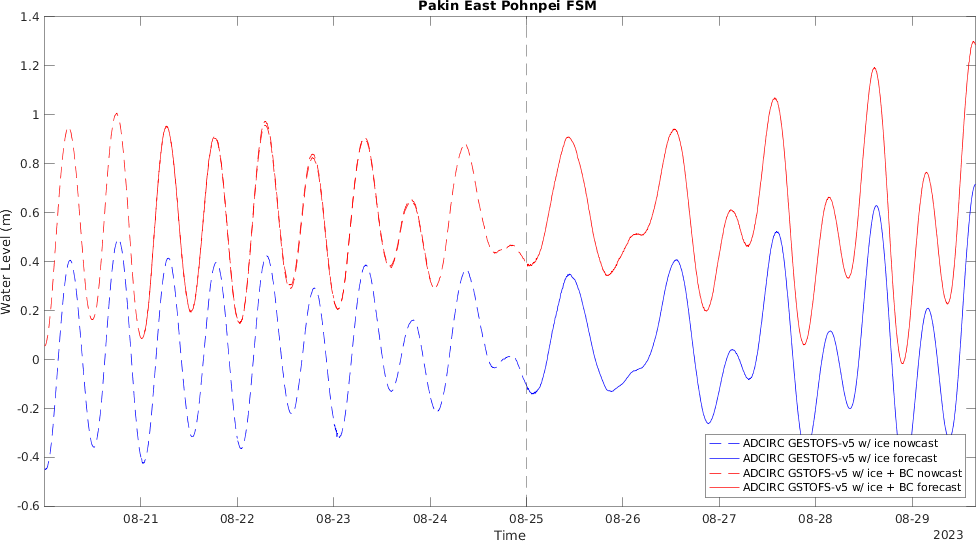 Pakin East Pohnpei FSM
1.4
1.2
1
0.8
0.6
0.4
0.2
0
-0.2
-0.4
-0.6
Water Level (m)
ADCIRC GESTOFS-v5 w/ ice nowcast
ADCIRC GESTOFS-v5 w/ ice forecast
ADCIRC GSTOFS-v5 w/ ice + BC nowcast
ADCIRC GSTOFS-v5 w/ ice + BC forecast
08-21 08-22 08-23 08-24 08-25 08-26 08-27 08-28 08-29
Time
2023